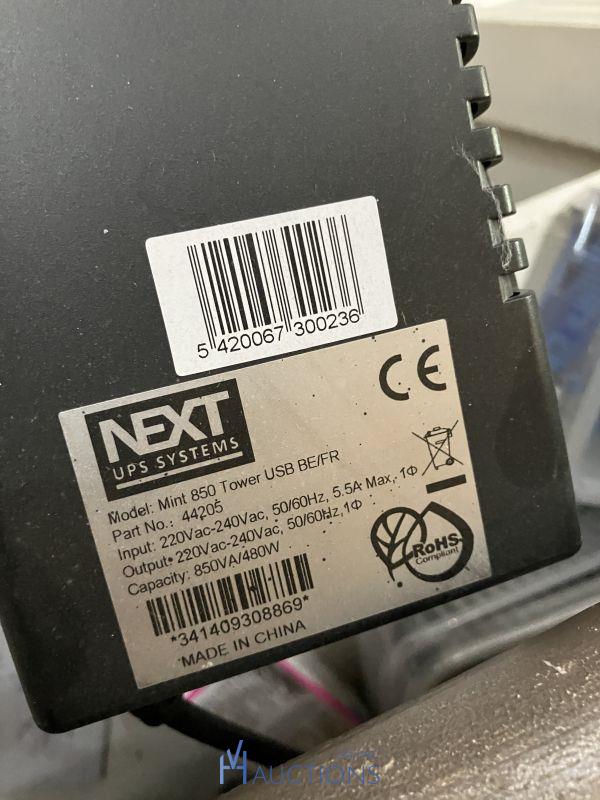 5 420067 300236
CE
NEXT
UPS SYSTEMS
Model: Mint 850 Tower USB BE/FR
Part No.: 44205
Input: 220Vac-240Vac, 50/60Hz, 5.5A Max, 1Φ
Output: 220Vac-240Vac, 50/60Hz,1Φ
Capacity: 850VA/480W
RoHS
Compliant
*341409308869*
MADE IN CHINA
AUCTIONS